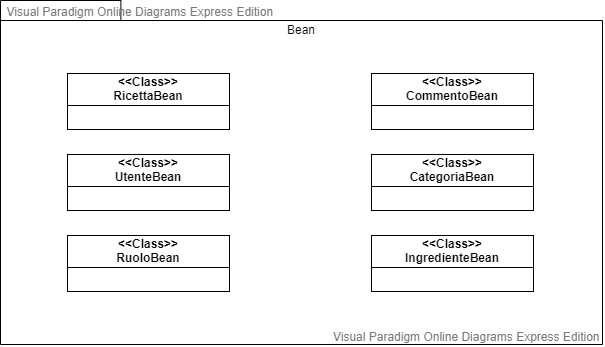 Visual Paradigm Online Diagrams Express Edition
Bean
<<Class>>
RicettaBean
<<Class>>
CommentoBean
<<Class>>
UtenteBean
<<Class>>
CategoriaBean
<<Class>>
RuoloBean
<<Class>>
IngredienteBean
Visual Paradigm Online Diagrams Express Edition